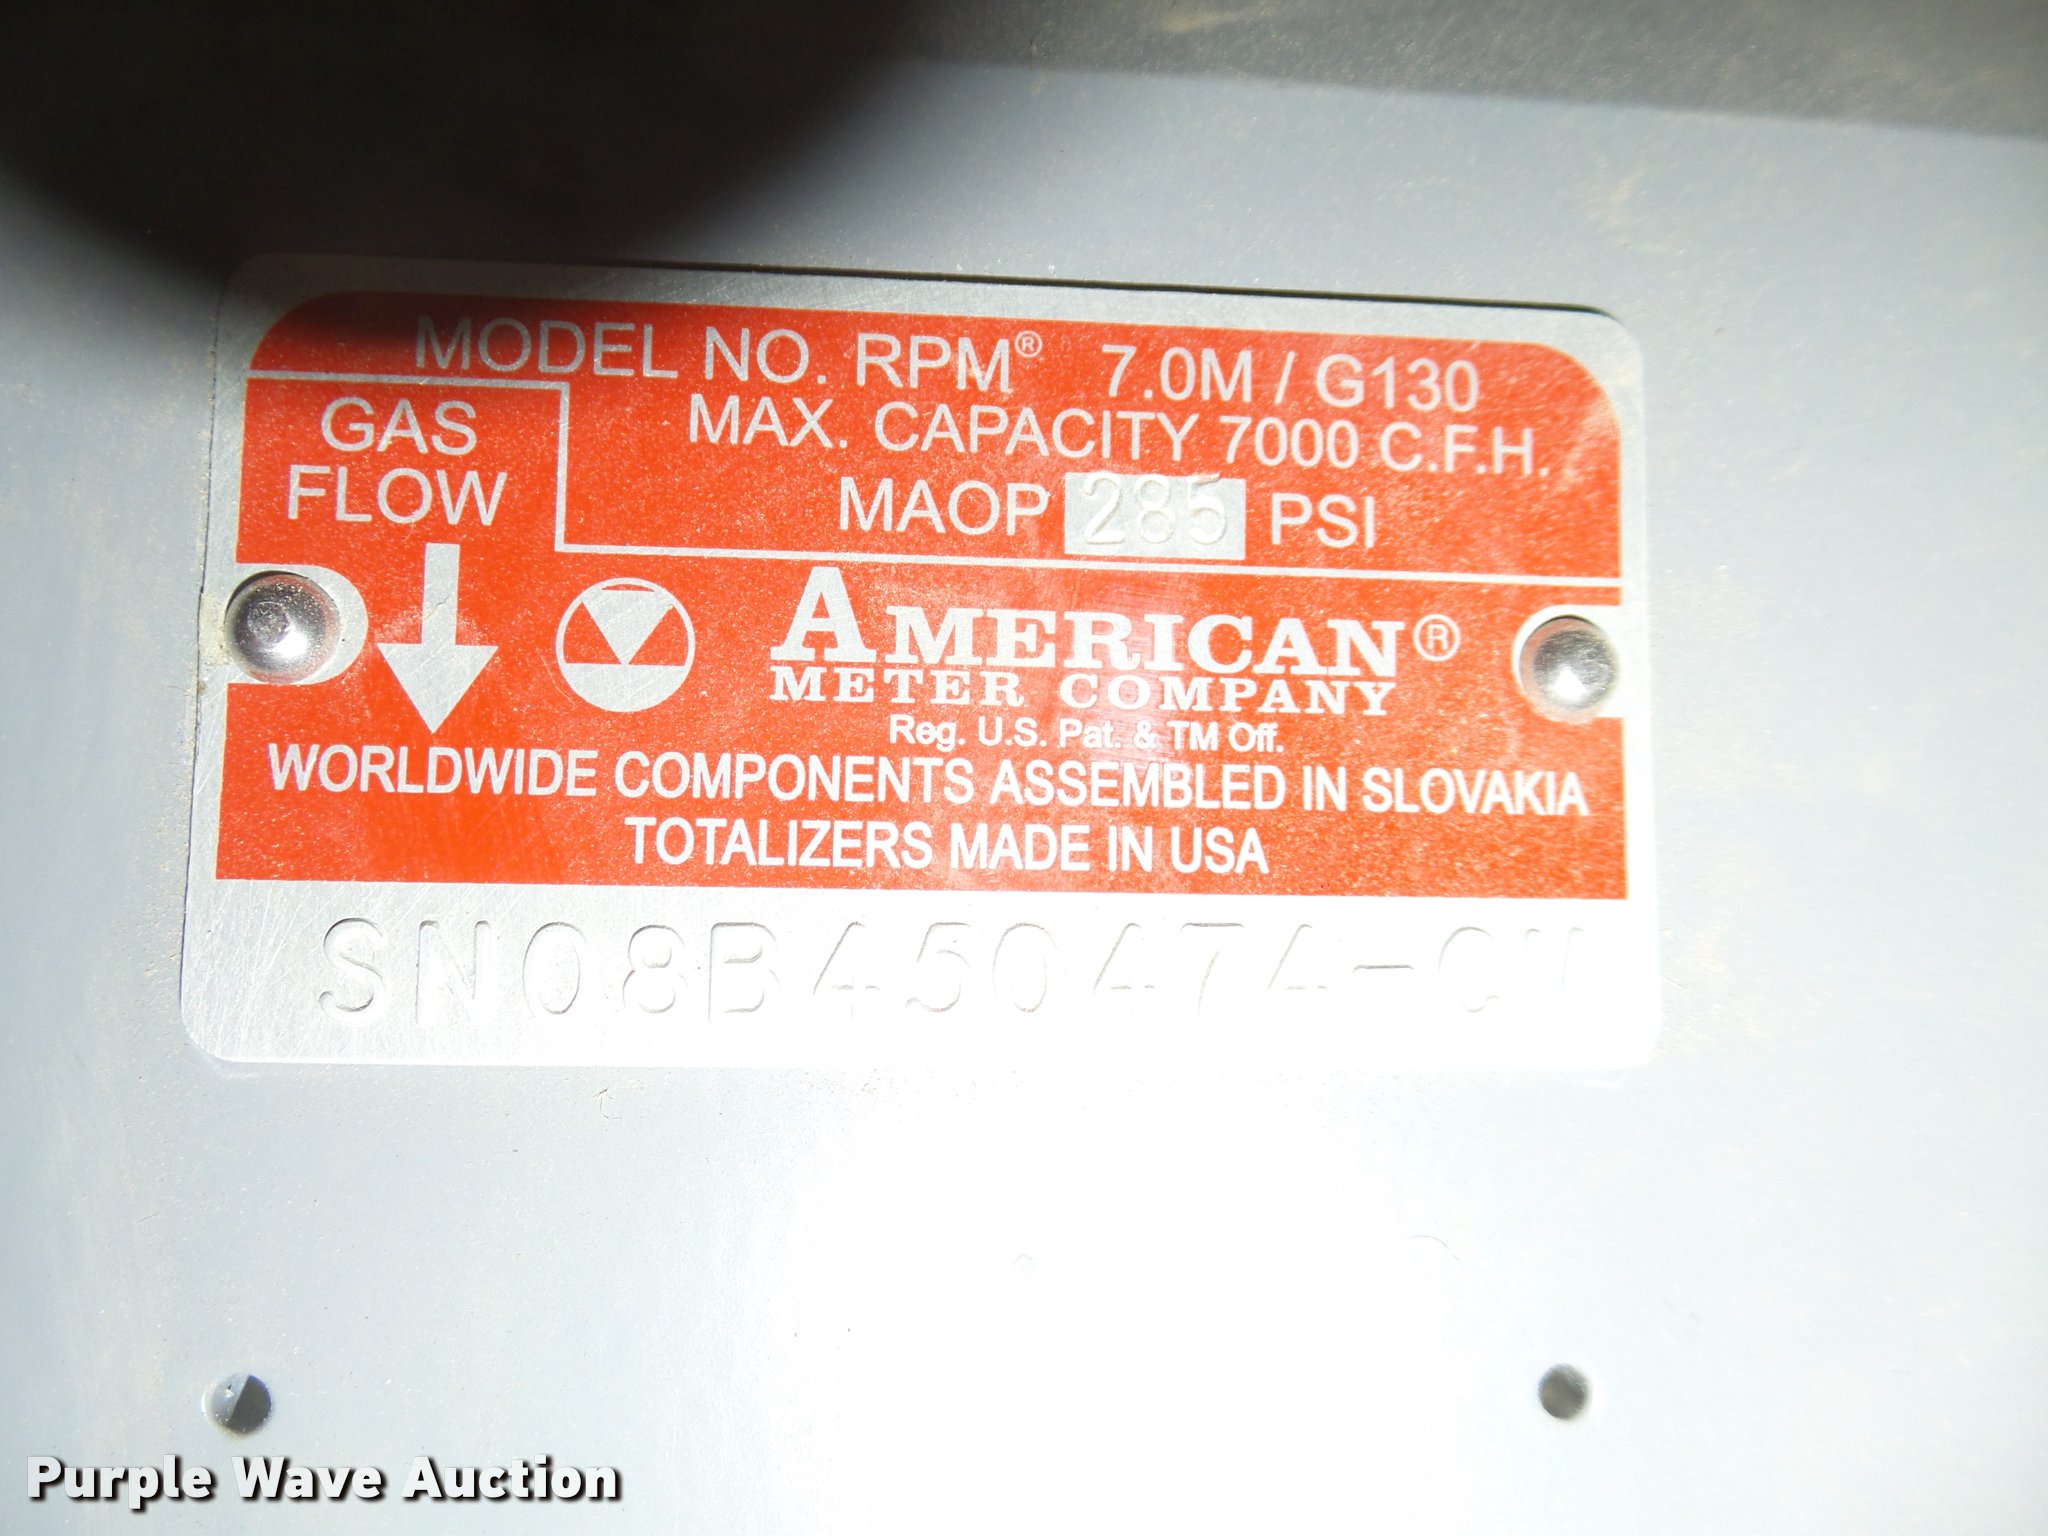 MODEL NO. RPM® 7.0M / G130
MAX. CAPACITY 7000 C.F.H.
MAOP 285 PSI
GAS
FLOW
AMERICAN®
METER COMPANY
Reg. U.S. Pat. & TM Off.
WORLDWIDE COMPONENTS ASSEMBLED IN SLOVAKIA
TOTALIZERS MADE IN USA
SN08B450474-
Purple Wave Auction